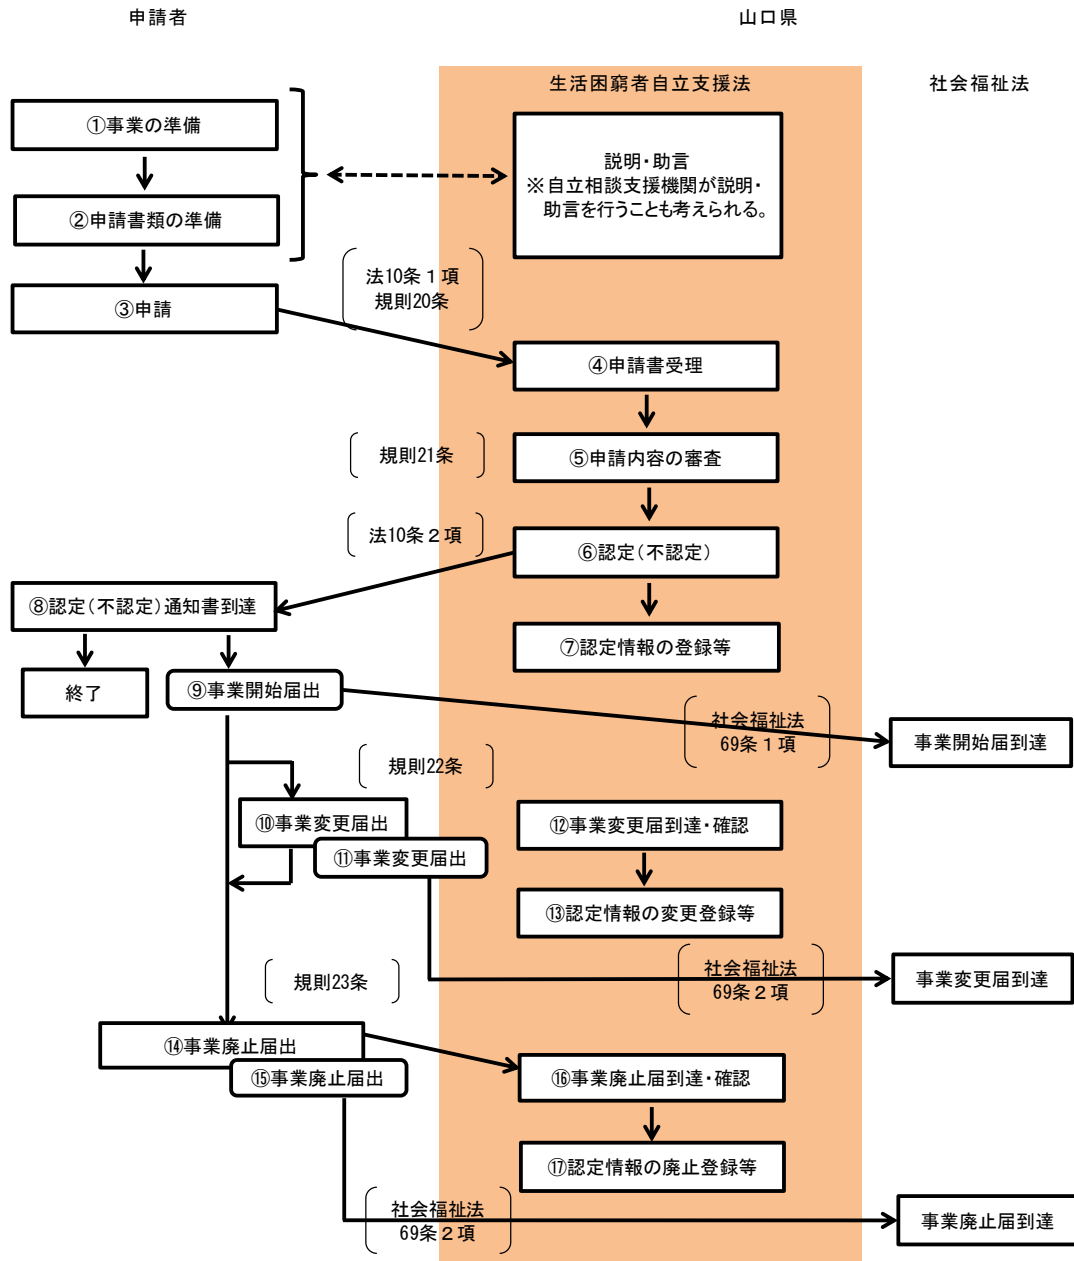 申請者
山口県
生活困窮者自立支援法
社会福祉法
①事業の準備
説明・助言
※自立相談支援機関が説明・
助言を行うことも考えられる。
②申請書類の準備
法10条１項
規則20条
③申請
④申請書受理
規則21条
⑤申請内容の審査
法10条２項
⑥認定（不認定）
⑧認定（不認定）通知書到達
⑦認定情報の登録等
終了
⑨事業開始届出
社会福祉法
69条１項
事業開始届到達
規則22条
⑩事業変更届出
⑪事業変更届出
⑫事業変更届到達・確認
⑬認定情報の変更登録等
社会福祉法
69条２項
事業変更届到達
規則23条
⑭事業廃止届出
⑮事業廃止届出
⑯事業廃止届到達・確認
⑰認定情報の廃止登録等
社会福祉法
69条２項
事業廃止届到達